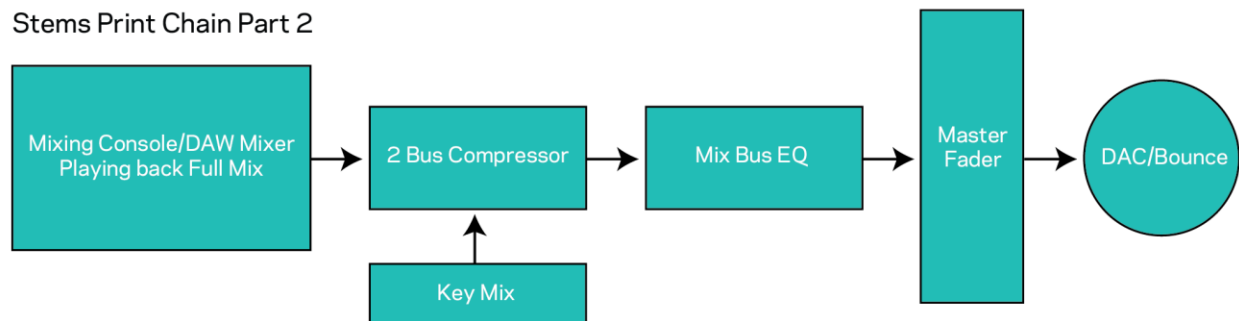 Stems Print Chain Part 2
Mixing Console/DAW Mixer
Playing back Full Mix
2 Bus Compressor
Mix Bus EQ
Master
Fader
DAC/Bounce
Key Mix